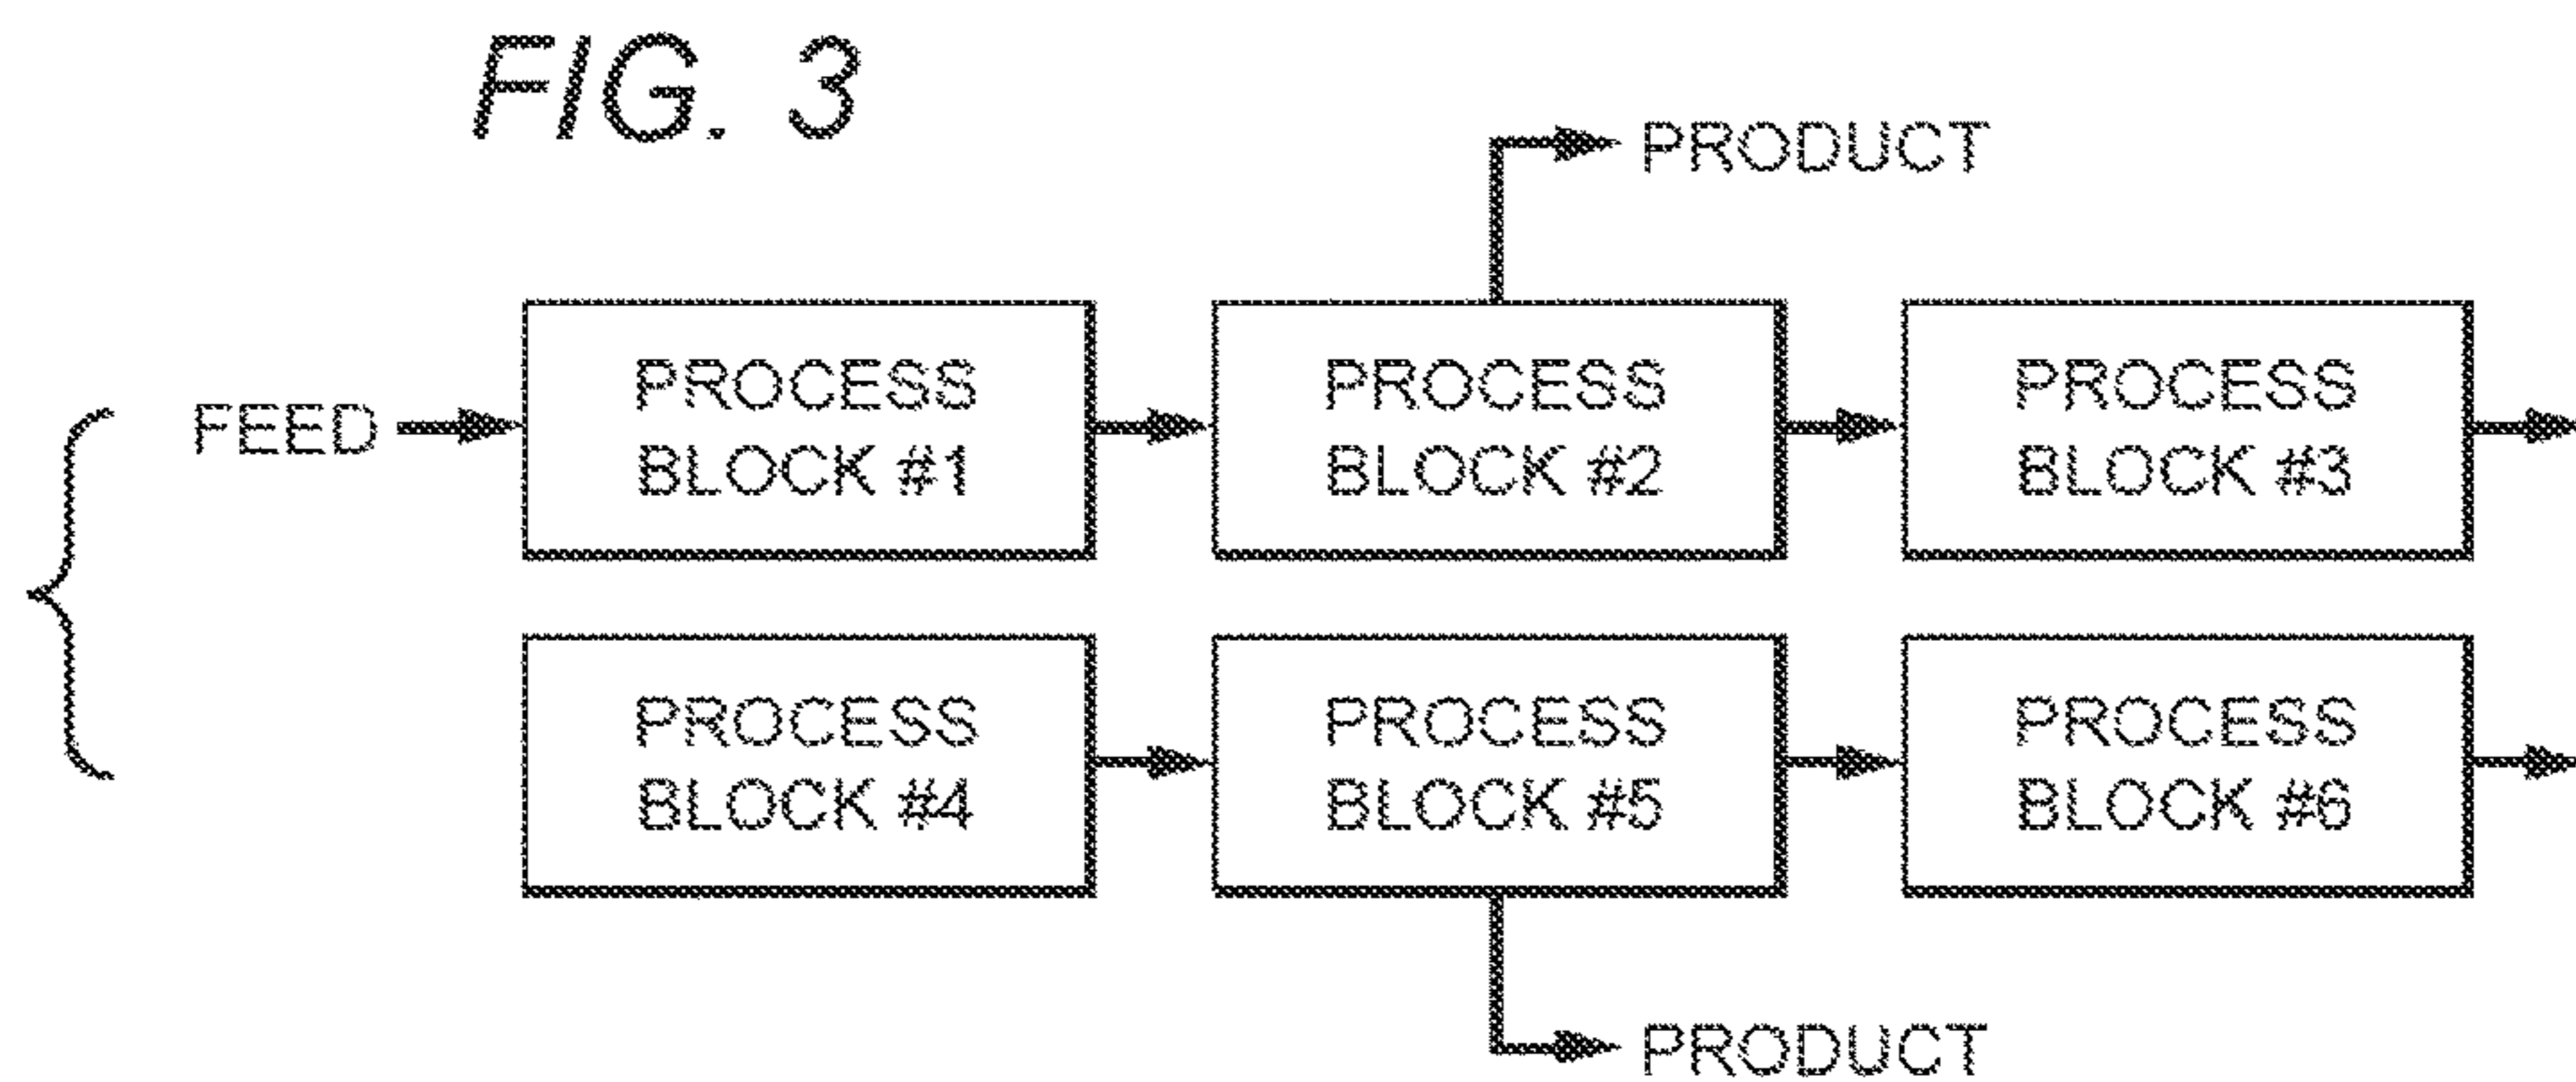 FIG. 3
PRODUCT
FEED
PROCESS
BLOCK #1
PROCESS
BLOCK #2
PROCESS
BLOCK #3
PROCESS
BLOCK #4
PROCESS
BLOCK #5
PROCESS
BLOCK #6
PRODUCT